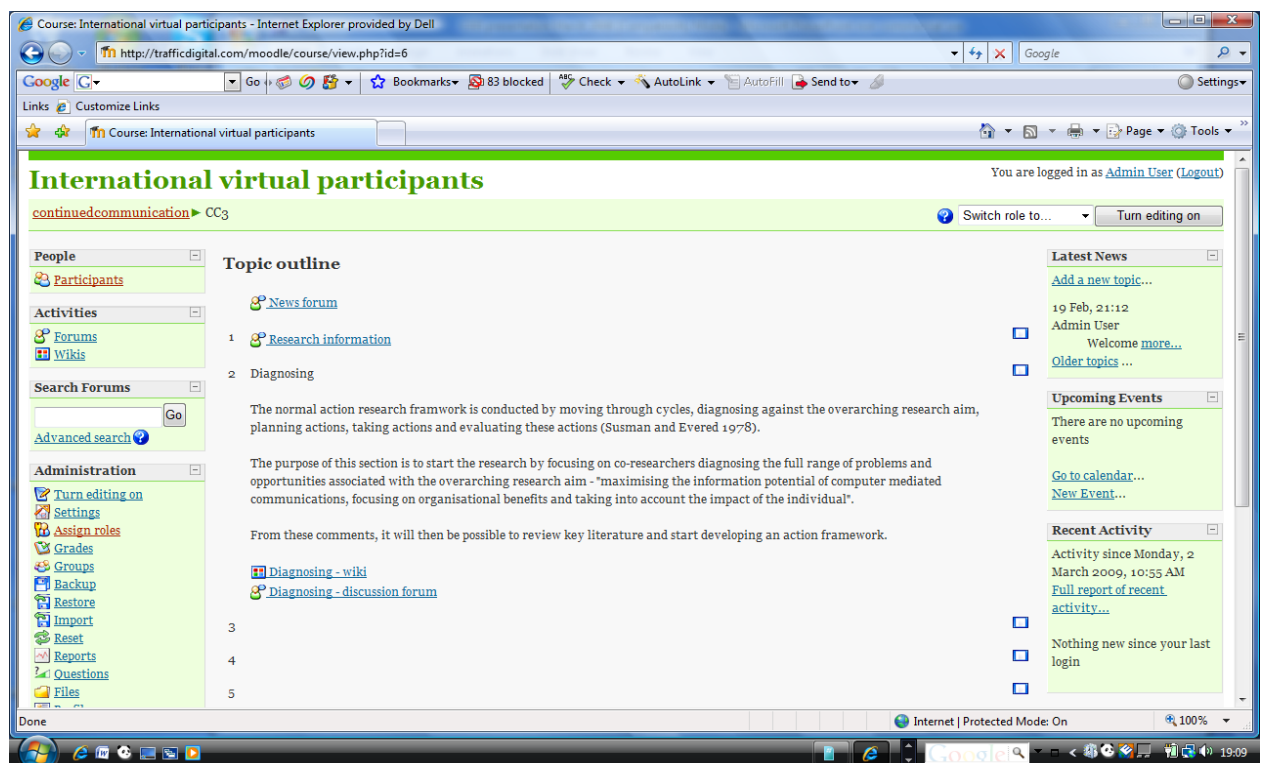 Course: International virtual participants - Internet Explorer provided by Dell
http://trafficdigital.com/moodle/course/view.php?id=6
Google
Google G Go Bookmarks 83 blocked ABC Check AutoLink AutoFill Send to Settings
Links Customize Links
Course: International virtual participants
Page Tools »
International virtual participants
You are logged in as Admin User (Logout)
continuedcommunication ► CC3
Switch role to...
Turn editing on
People
Participants
Activities
Forums
Wikis
Search Forums
Go
Advanced search
Administration
Turn editing on
Settings
Assign roles
Grades
Groups
Backup
Restore
Import
Reset
Reports
Questions
Files
Topic outline
News forum
1 Research information
2 Diagnosing
The normal action research framwork is conducted by moving through cycles, diagnosing against the overarching research aim,
planning actions, taking actions and evaluating these actions (Susman and Evered 1978).
The purpose of this section is to start the research by focusing on co-researchers diagnosing the full range of problems and
opportunities associated with the overarching research aim - "maximising the information potential of computer mediated
communications, focusing on organisational benefits and taking into account the impact of the individual".
From these comments, it will then be possible to review key literature and start developing an action framework.
Diagnosing - wiki
Diagnosing - discussion forum
3
4
5
Latest News
Add a new topic...
19 Feb, 21:12
Admin User
Welcome more...
Older topics ...
Upcoming Events
There are no upcoming
events
Go to calendar...
New Event...
Recent Activity
Activity since Monday, 2
March 2009, 10:55 AM
Full report of recent
activity...
Nothing new since your last
login
Done
Internet | Protected Mode: On
100%
Google
19:09